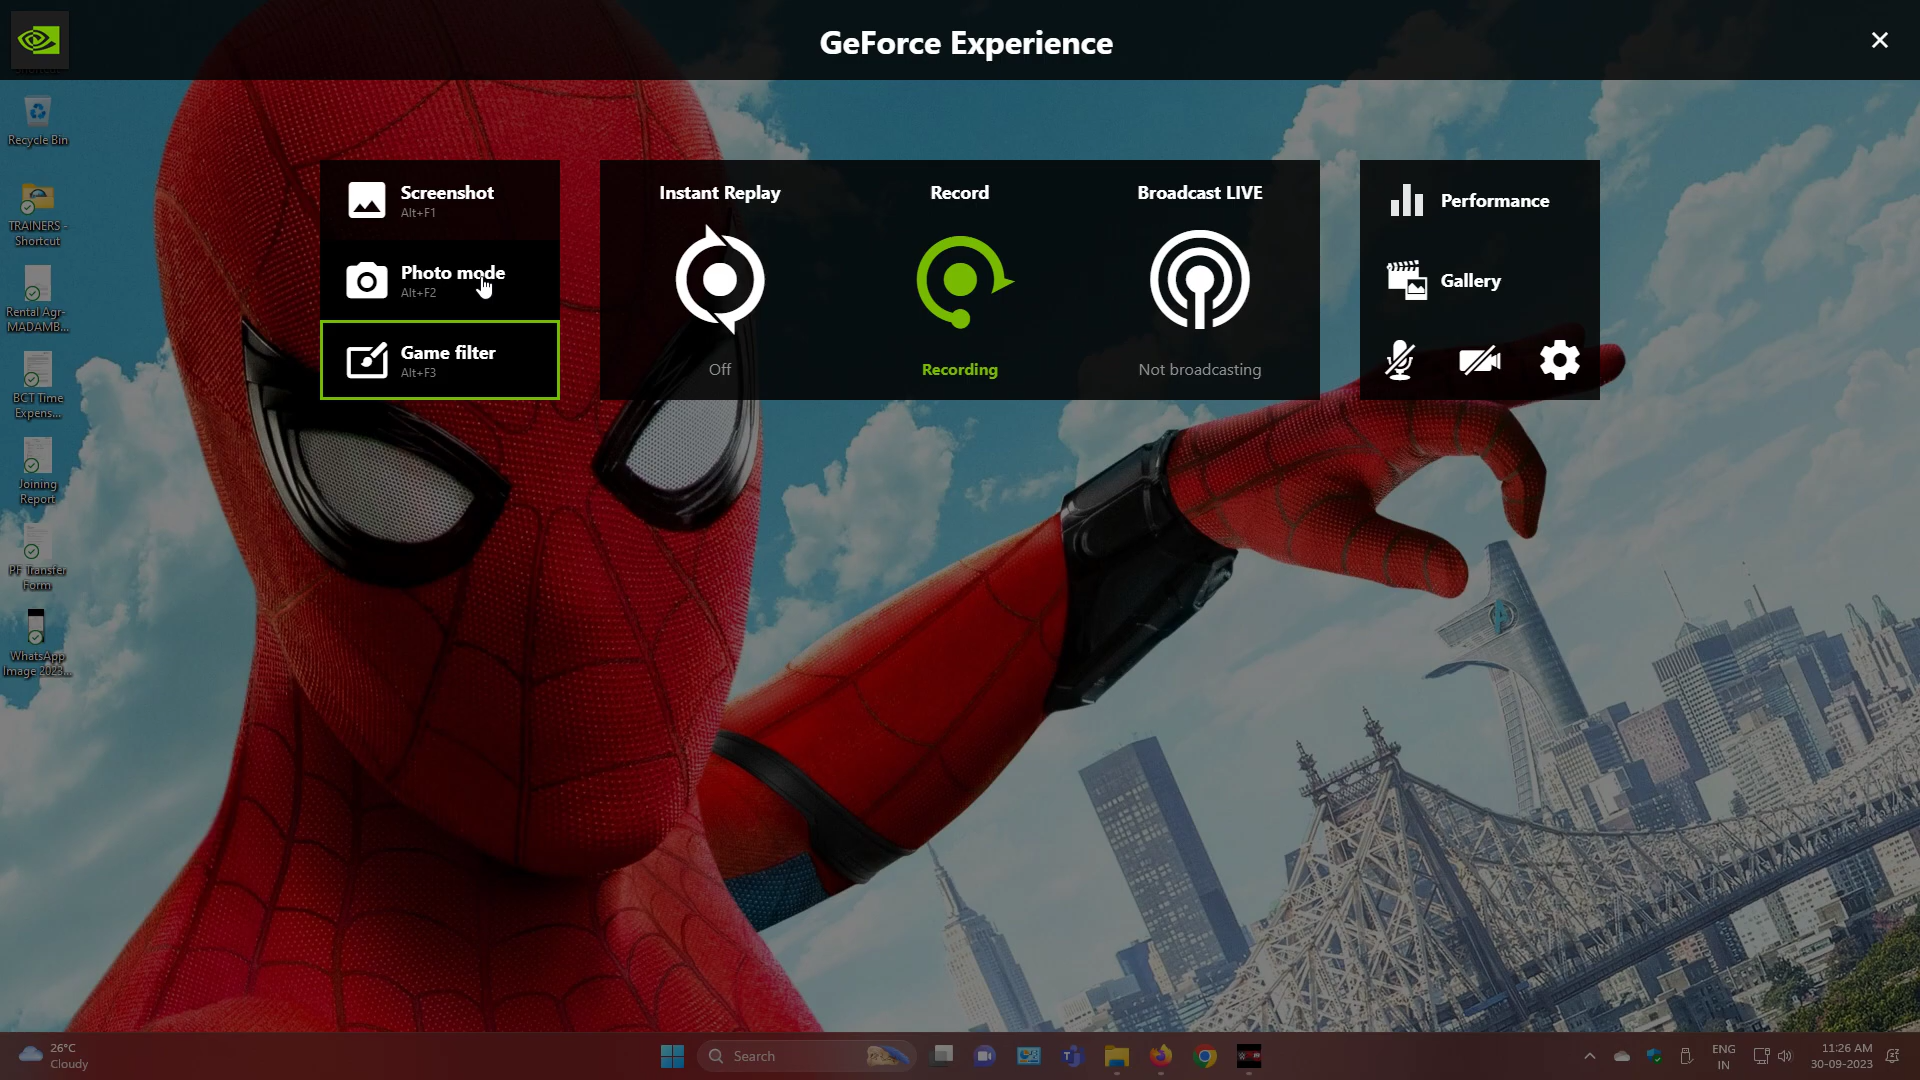 GeForce Experience
Recycle Bin
TRAINERS -
Shortcut
Rental Agr-
MADAMB...
BCT Time
Expens...
Joining
Report
PF Transfer
Form
WhatsApp
Image 2023...
Screenshot
Alt+F1
Photo mode
Alt+F2
Game filter
Alt+F3
Instant Replay
Off
Record
Recording
Broadcast LIVE
Not broadcasting
Performance
Gallery
26°C
Cloudy
Search
ENG
IN
11:26 AM
30-09-2023